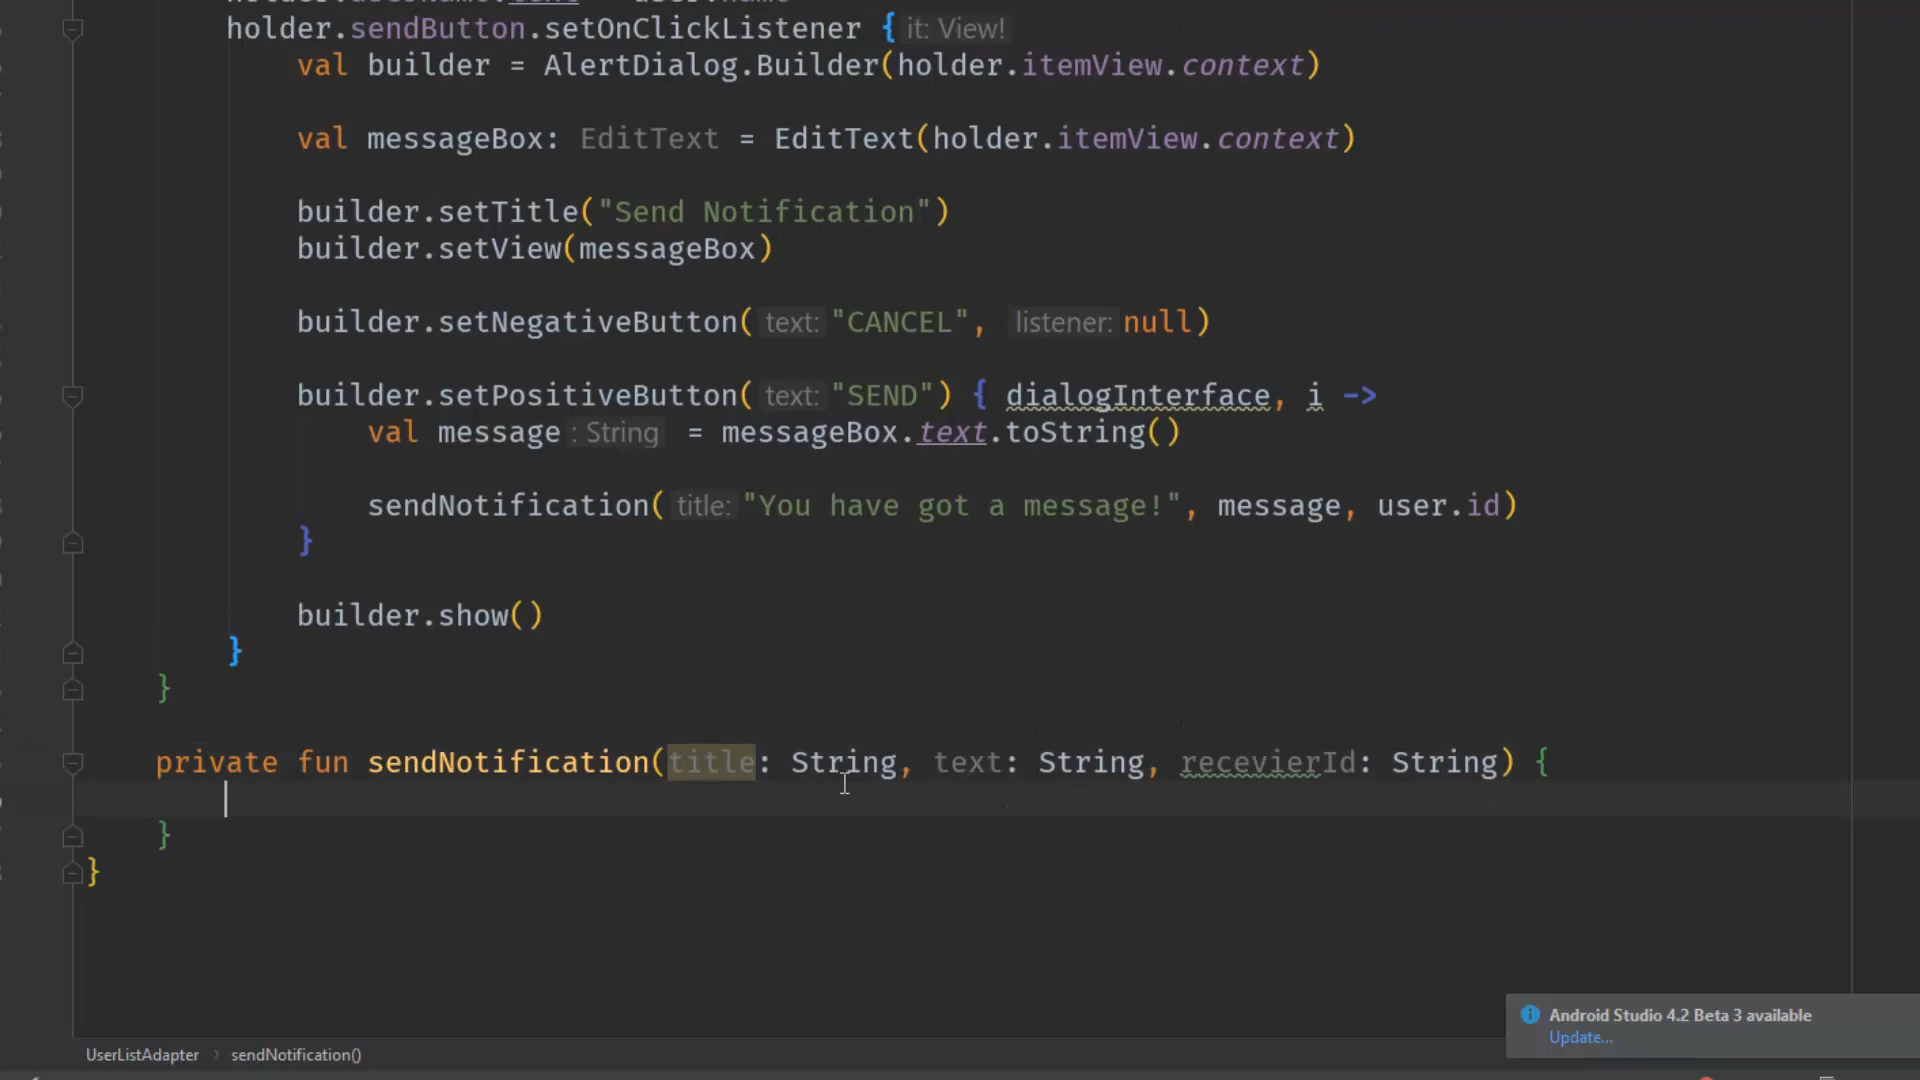 holder.sendButton.setOnClickListener { it: View!
val builder = AlertDialog.Builder(holder.itemView.context)
val messageBox: EditText = EditText(holder.itemView.context)
builder.setTitle("Send Notification")
builder.setView(messageBox)
builder.setNegativeButton( text: "CANCEL", listener: null)
builder.setPositiveButton( text: "SEND") { dialogInterface, i ->
val message : String = messageBox.text.toString()
sendNotification( title: "You have got a message!", message, user.id)
}
builder.show()
}
}
private fun sendNotification(title: String, text: String, recevierId: String) {
}
}
Android Studio 4.2 Beta 3 available
Update...
UserListAdapter › sendNotification()